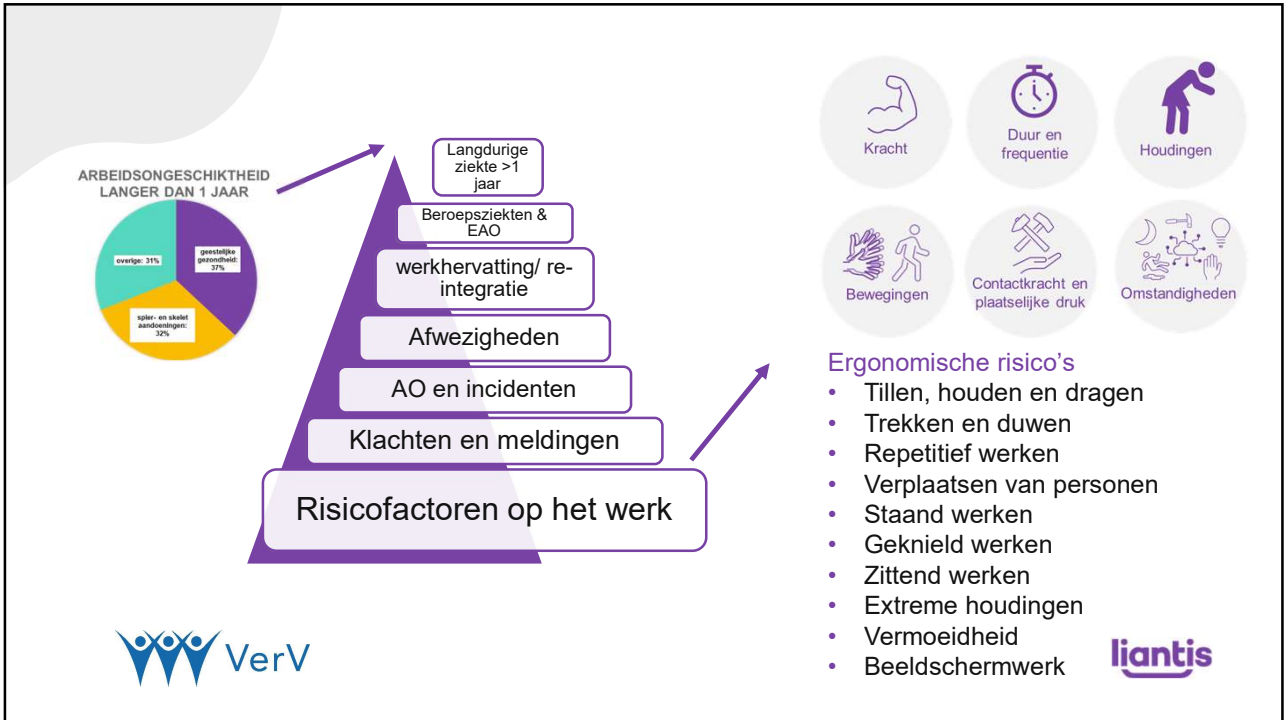 ARBEIDSONGESCHIKTHEID
LANGER DAN 1 JAAR
overige: 31%
geestelijke
gezondheid:
37%
spier- en skelet
aandoeningen:
32%
Langdurige
ziekte >1
jaar
Beroepsziekten &
EAO
werkhervatting/ re-
integratie
Afwezigheden
AO en incidenten
Klachten en meldingen
Risicofactoren op het werk
Kracht
Duur en
frequentie
Houdingen
Bewegingen
Contactkracht en
plaatselijke druk
Omstandigheden
Ergonomische risico's
• Tillen, houden en dragen
• Trekken en duwen
• Repetitief werken
• Verplaatsen van personen
• Staand werken
• Geknield werken
• Zittend werken
• Extreme houdingen
• Vermoeidheid
• Beeldschermwerk
VerV
liantis